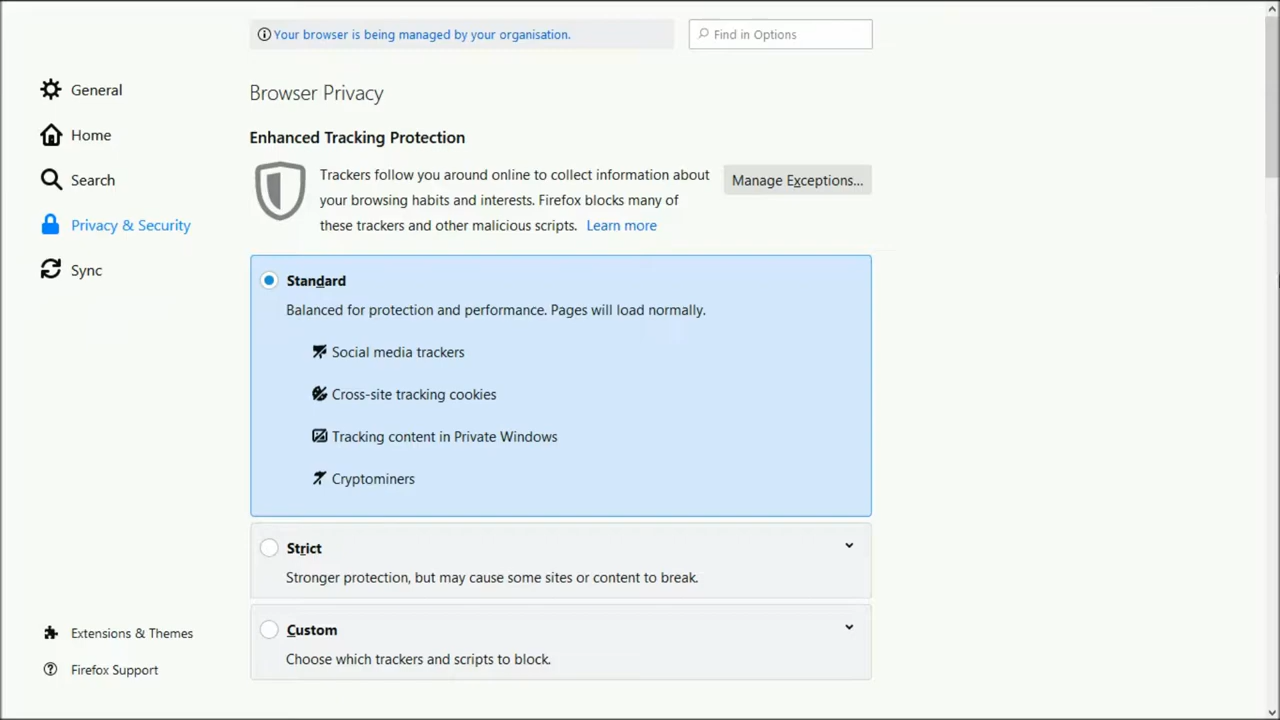 Your browser is being managed by your organisation.
Find in Options
General
Home
Search
Privacy & Security
Sync
Extensions & Themes
Firefox Support
Browser Privacy
Enhanced Tracking Protection
Trackers follow you around online to collect information about
your browsing habits and interests. Firefox blocks many of
these trackers and other malicious scripts. Learn more
Manage Exceptions...
Standard
Balanced for protection and performance. Pages will load normally.
Social media trackers
Cross-site tracking cookies
Tracking content in Private Windows
Cryptominers
Strict
Stronger protection, but may cause some sites or content to break.
Custom
Choose which trackers and scripts to block.